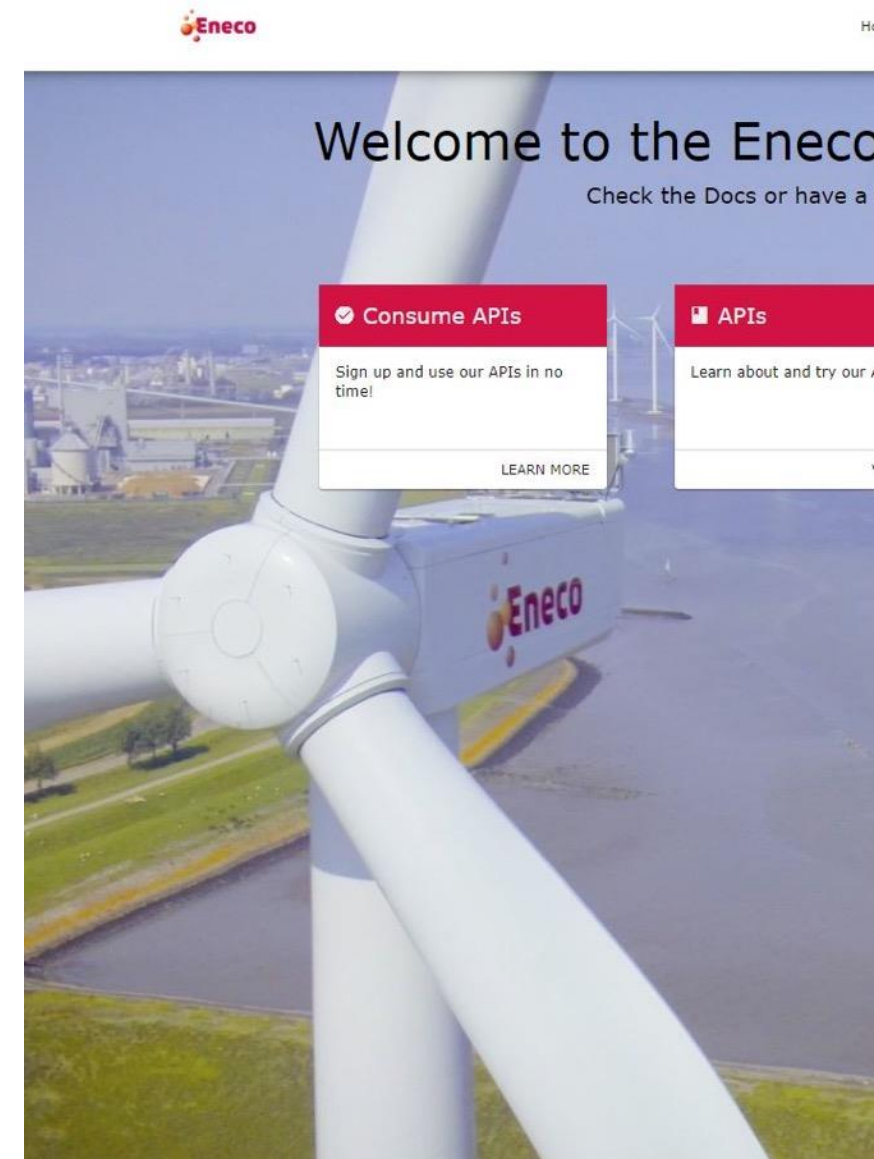 Eneco
Welcome to the Eneco
Check the Docs or have a
Consume APIs
Sign up and use our APIs in no
time!
LEARN MORE
APIs
Learn about and try our
Eneco